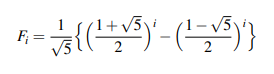 F_i = \frac{1}{\sqrt{5}} \left\{ \left( \frac{1+\sqrt{5}}{2} \right)^i - \left( \frac{1-\sqrt{5}}{2} \right)^i \right\}